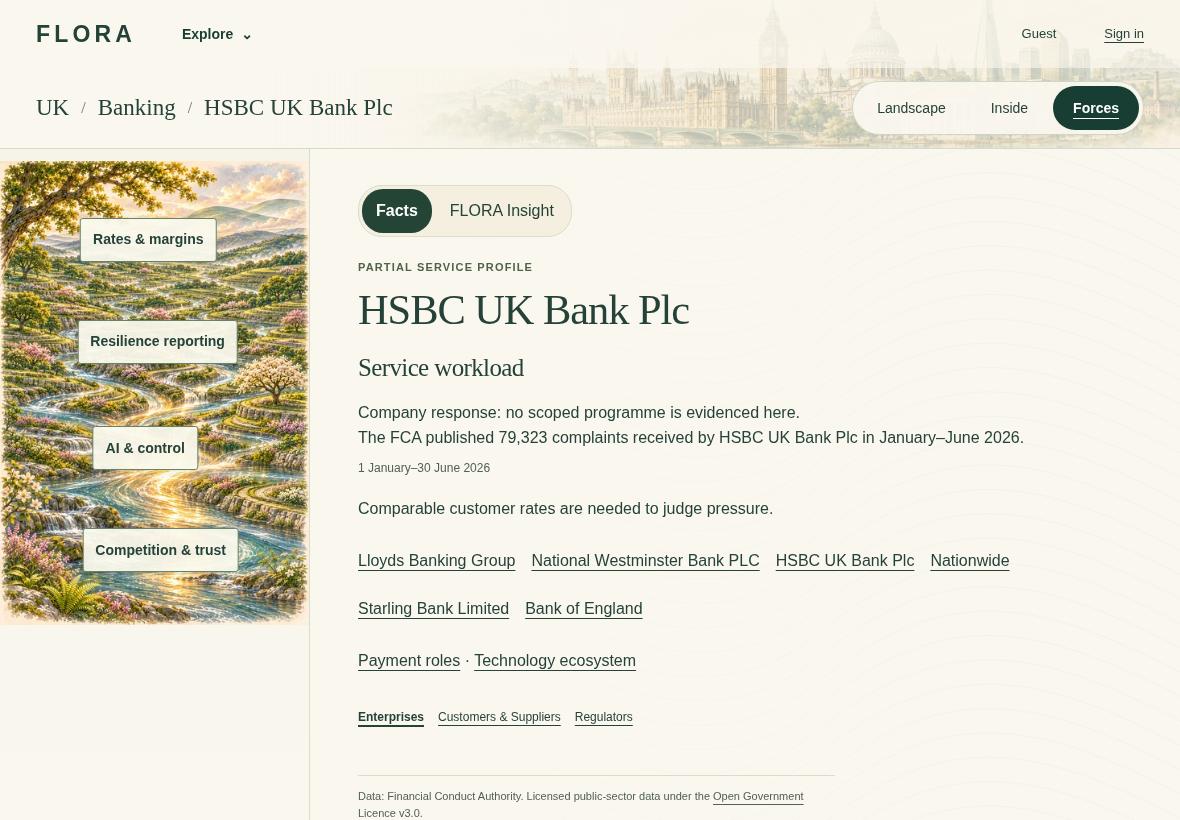 FLORA
Explore
Guest
Sign in
UK / Banking / HSBC UK Bank Plc
Landscape
Inside
Forces
Rates & margins
Resilience reporting
AI & control
Competition & trust
Facts
FLORA Insight
PARTIAL SERVICE PROFILE
HSBC UK Bank Plc
Service workload
Company response: no scoped programme is evidenced here.
The FCA published 79,323 complaints received by HSBC UK Bank Plc in January–June 2026.
1 January–30 June 2026
Comparable customer rates are needed to judge pressure.
Lloyds Banking Group National Westminster Bank PLC HSBC UK Bank Plc Nationwide
Starling Bank Limited Bank of England
Payment roles · Technology ecosystem
Enterprises Customers & Suppliers Regulators
Data: Financial Conduct Authority. Licensed public-sector data under the Open Government
Licence v3.0.